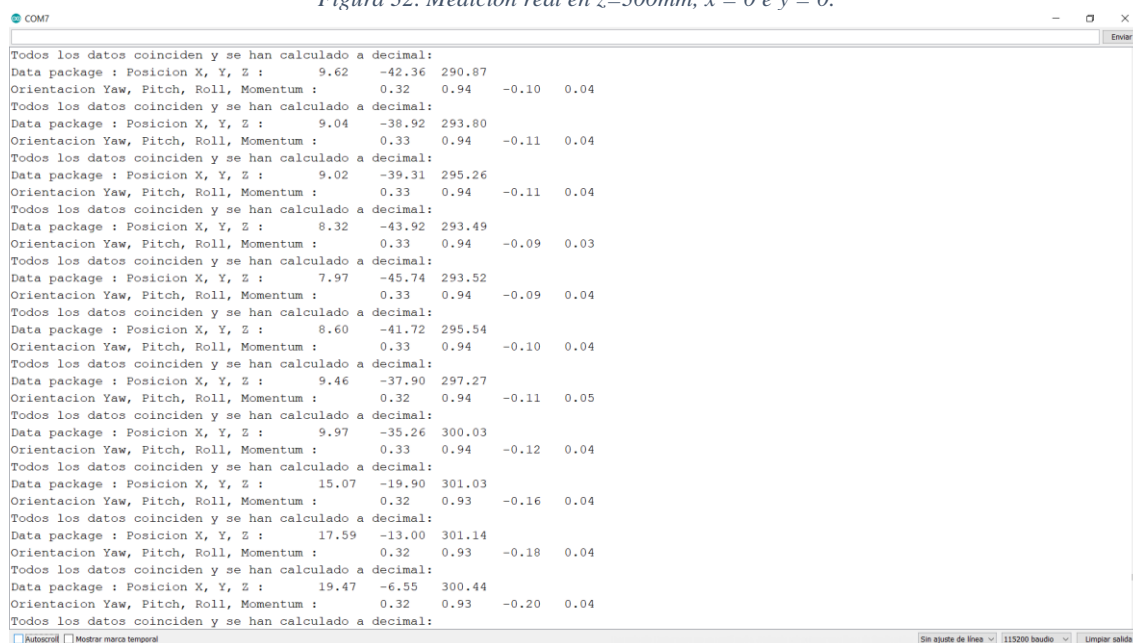 Figura 32. Medición real en z=300mm, x = 0 e y = 0.
COM7
Enviar
Todos los datos coinciden y se han calculado a decimal:
Data package : Posicion X, Y, Z : 9.62 -42.36 290.87
Orientacion Yaw, Pitch, Roll, Momentum : 0.32 0.94 -0.10 0.04
Todos los datos coinciden y se han calculado a decimal:
Data package : Posicion X, Y, Z : 9.04 -38.92 293.80
Orientacion Yaw, Pitch, Roll, Momentum : 0.33 0.94 -0.11 0.04
Todos los datos coinciden y se han calculado a decimal:
Data package : Posicion X, Y, Z : 9.02 -39.31 295.26
Orientacion Yaw, Pitch, Roll, Momentum : 0.33 0.94 -0.11 0.04
Todos los datos coinciden y se han calculado a decimal:
Data package : Posicion X, Y, Z : 8.32 -43.92 293.49
Orientacion Yaw, Pitch, Roll, Momentum : 0.33 0.94 -0.09 0.03
Todos los datos coinciden y se han calculado a decimal:
Data package : Posicion X, Y, Z : 7.97 -45.74 293.52
Orientacion Yaw, Pitch, Roll, Momentum : 0.33 0.94 -0.09 0.04
Todos los datos coinciden y se han calculado a decimal:
Data package : Posicion X, Y, Z : 8.60 -41.72 295.54
Orientacion Yaw, Pitch, Roll, Momentum : 0.33 0.94 -0.10 0.04
Todos los datos coinciden y se han calculado a decimal:
Data package : Posicion X, Y, Z : 9.46 -37.90 297.27
Orientacion Yaw, Pitch, Roll, Momentum : 0.32 0.94 -0.11 0.05
Todos los datos coinciden y se han calculado a decimal:
Data package : Posicion X, Y, Z : 9.97 -35.26 300.03
Orientacion Yaw, Pitch, Roll, Momentum : 0.33 0.94 -0.12 0.04
Todos los datos coinciden y se han calculado a decimal:
Data package : Posicion X, Y, Z : 15.07 -19.90 301.03
Orientacion Yaw, Pitch, Roll, Momentum : 0.32 0.93 -0.16 0.04
Todos los datos coinciden y se han calculado a decimal:
Data package : Posicion X, Y, Z : 17.59 -13.00 301.14
Orientacion Yaw, Pitch, Roll, Momentum : 0.32 0.93 -0.18 0.04
Todos los datos coinciden y se han calculado a decimal:
Data package : Posicion X, Y, Z : 19.47 -6.55 300.44
Orientacion Yaw, Pitch, Roll, Momentum : 0.32 0.93 -0.20 0.04
Todos los datos coinciden y se han calculado a decimal:
Autoscroll Mostrar marca temporal Sin ajuste de línea 115200 baudio Limpiar salida